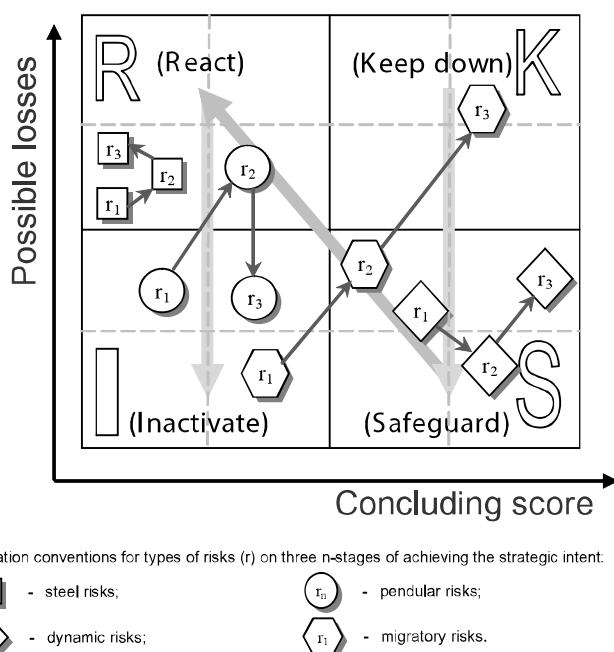 R (React) (Keep down) K
Possible losses
r3
r3
r2
r2
r1
r2
r3
r1
r3
r1
r2
r1
I (Inactivate) (Safeguard) S
Concluding score
ation conventions for types of risks (r) on three n-stages of achieving the strategic intent:
- steel risks; rn - pendular risks;
- dynamic risks; r1 - migratory risks.